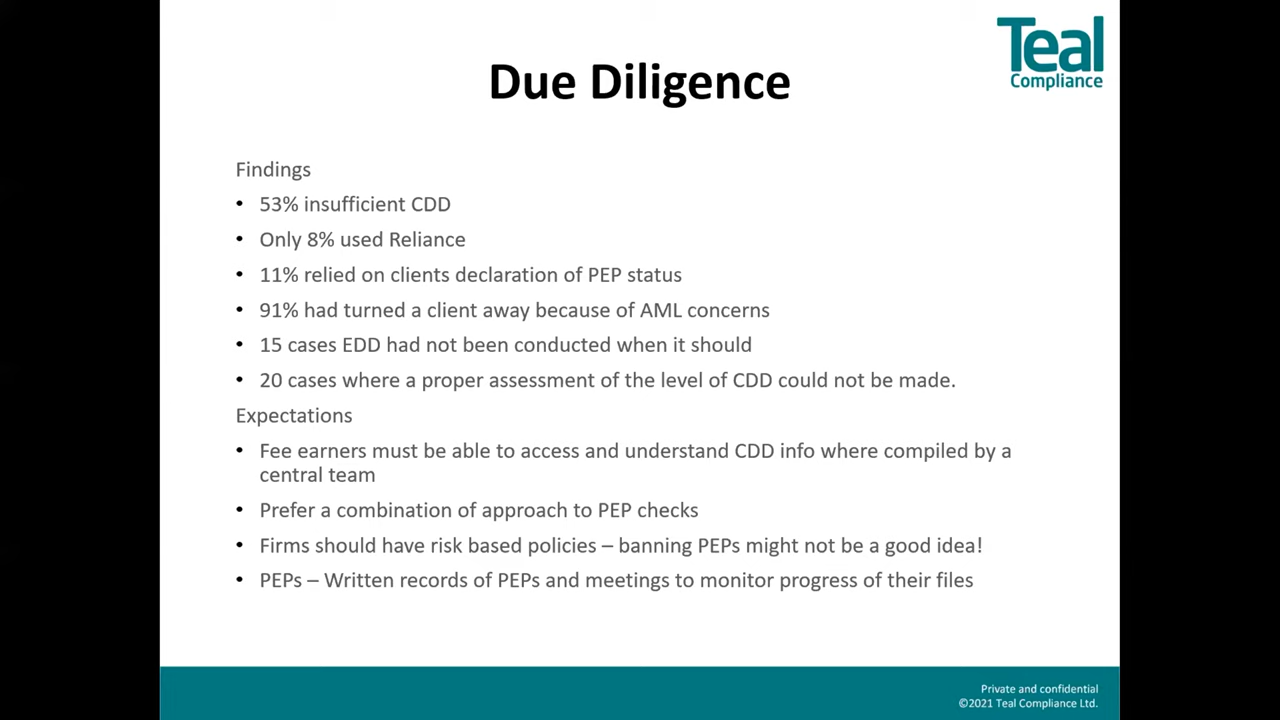 Teal
Compliance
Due Diligence
Findings
• 53% insufficient CDD
• Only 8% used Reliance
• 11% relied on clients declaration of PEP status
• 91% had turned a client away because of AML concerns
• 15 cases EDD had not been conducted when it should
• 20 cases where a proper assessment of the level of CDD could not be made.
Expectations
• Fee earners must be able to access and understand CDD info where compiled by a
central team
• Prefer a combination of approach to PEP checks
• Firms should have risk based policies – banning PEPs might not be a good idea!
• PEPs – Written records of PEPs and meetings to monitor progress of their files
Private and confidential
©2021 Teal Compliance Ltd.